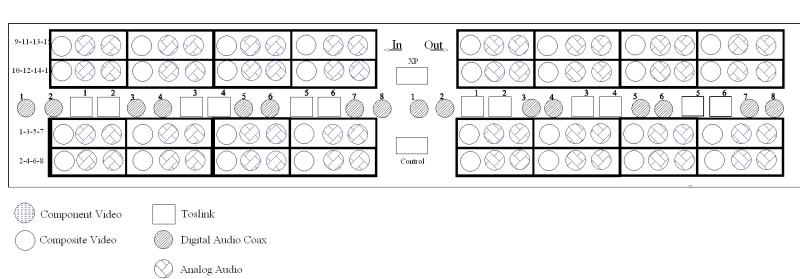 9-11-13-15
In Out
XP
10-12-14-1
1 2 1 2 3 4 3 4 5 6 5 6 7 8 1 2 1 2 3 4 3 4 5 6 5 6 7 8
1-3-5-7
Control
2-4-6-8
Component Video Toslink
Composite Video Digital Audio Coax
Analog Audio